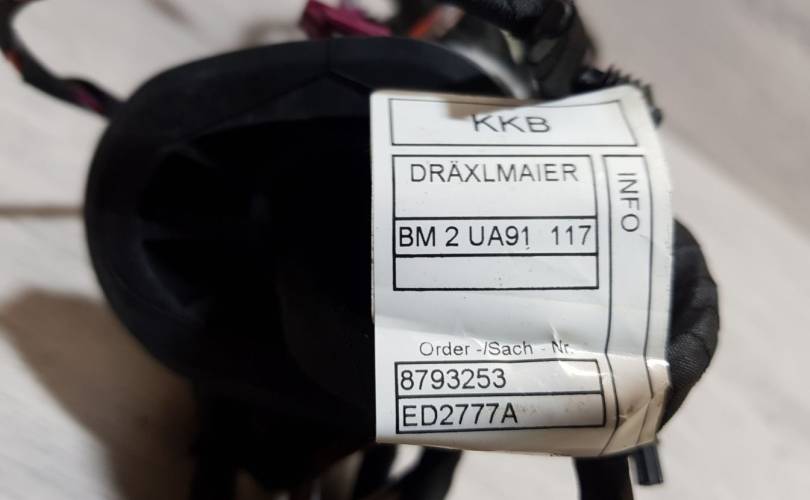 KKB
DRÄXLMAIER
INFO
BM 2 UA91 117
Order -/Sach - Nr.
8793253
ED2777A